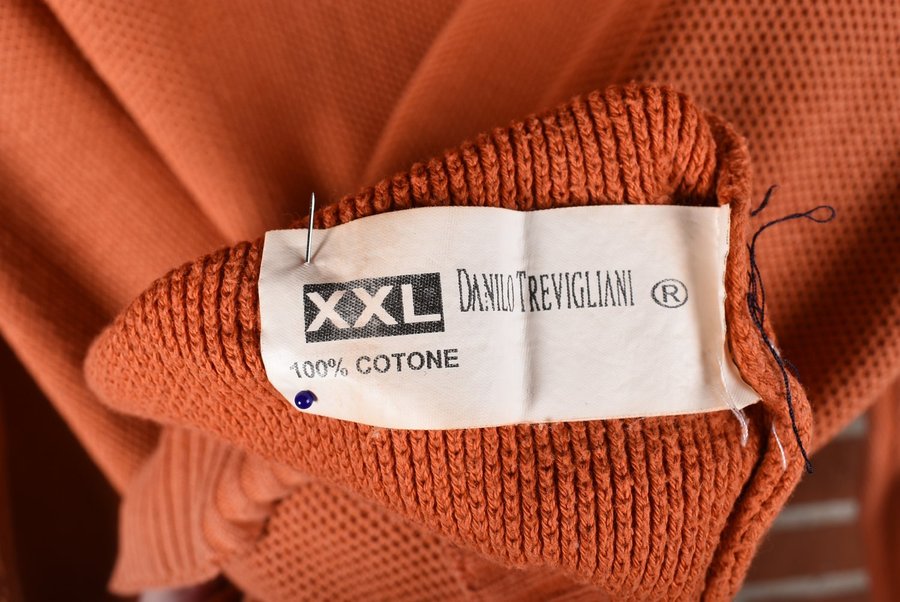 XXL DANILO TREVIGLIANI ®
100% COTONE